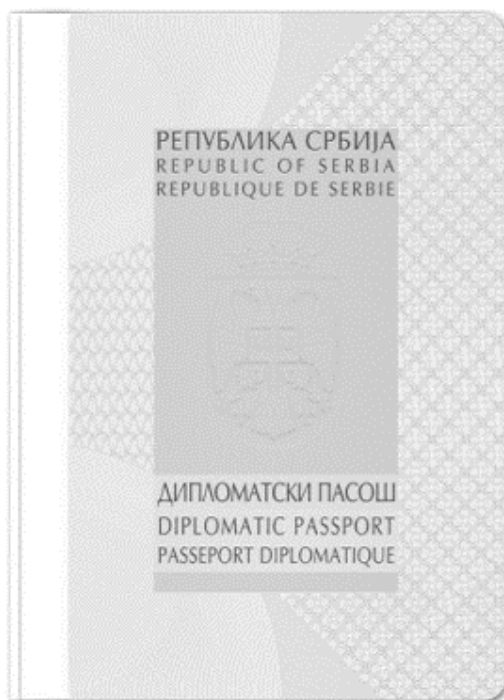 РЕПУБЛИКА СРБИЈА
REPUBLIC OF SERBIA
REPUBLIQUE DE SERBIE
ДИПЛОМАТСКИ ПАСОШ
DIPLOMATIC PASSPORT
PASSEPORT DIPLOMATIQUE